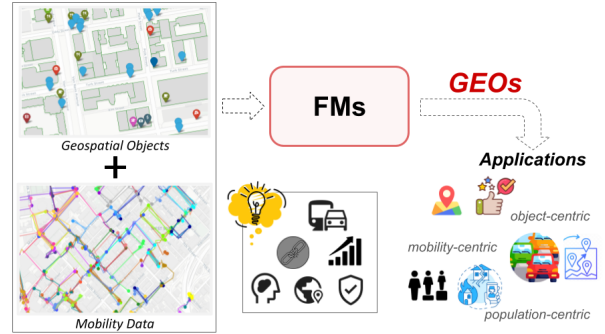 Geospatial Objects
+
Mobility Data
FMs
GEOs
Applications
object-centric
mobility-centric
population-centric